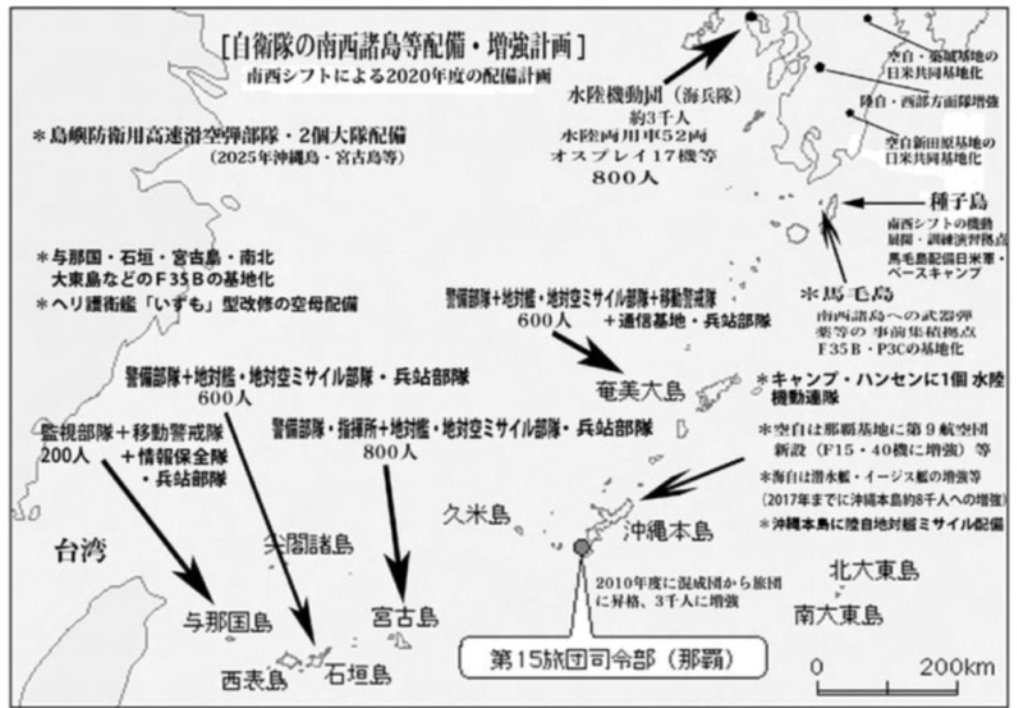 [自衛隊の南西諸島等配備・増強計画]
南西シフトによる2020年度の配備計画
空自・築城基地の
日米共同基地化
陸自・西部方面隊増強
空自新田原基地の
日米共同基地化
水陸機動団（海兵隊）
約3千人
水陸両用車52両
オスプレイ17機等
800人
＊島嶼防衛用高速滑空弾部隊・2個大隊配備
（2025年沖縄島・宮古島等）
種子島
南西シフトの機動
展開・訓練演習拠点
馬毛島配備日米軍・
ベースキャンプ
＊与那国・石垣・宮古島・南北
大東島などのF35Bの基地化
＊ヘリ護衛艦「いずも」型改修の空母配備
＊馬毛島
南西諸島への武器弾
薬等の 事前集積拠点
F35B・P3Cの基地化
警備部隊＋地対艦・地対空ミサイル部隊＋移動警戒隊
600人 ＋通信基地・兵站部隊
奄美大島
警備部隊＋地対艦・地対空ミサイル部隊・兵站部隊
600人
＊キャンプ・ハンセンに1個 水陸
機動連隊
監視部隊＋移動警戒隊
200人 ＋情報保全隊
・兵站部隊
警備部隊・指揮所＋地対艦・地対空ミサイル部隊・兵站部隊
800人
＊空自は那覇基地に第9航空団
新設（F15・40機に増強）等
＊海自は潜水艦・イージス艦の増強等
（2017年までに沖縄本島約8千人への増強）
＊沖縄本島に陸自地対艦ミサイル配備
久米島
沖縄本島
台湾
尖閣諸島
北大東島
南大東島
2010年度に混成団から旅団
に昇格、3千人に増強
与那国島
宮古島
西表島
石垣島
第15旅団司令部（那覇）
0 200km